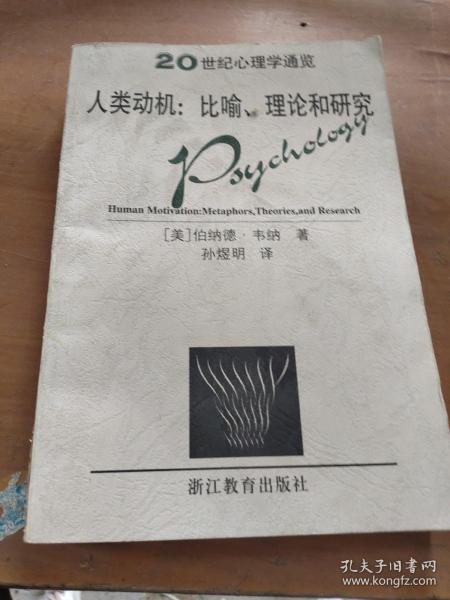 20世纪心理学通览
人类动机：比喻、理论和研究
Psychology
Human Motivation:Metaphors,Theories,and Research
[美]伯纳德·韦纳 著
孙煜明 译
浙江教育出版社
孔夫子旧书网
www.kongfz.com